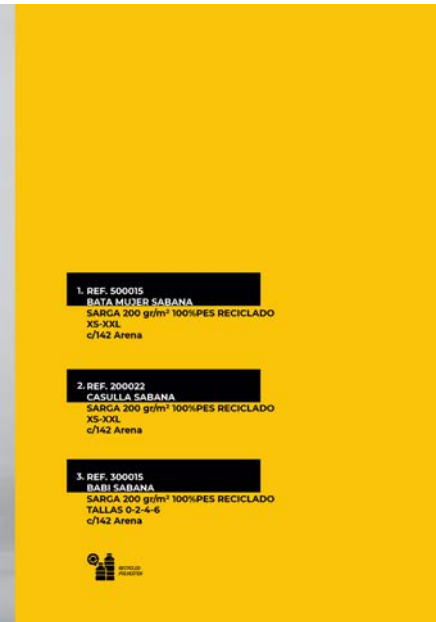 1. REF. 500015
BATA MUJER SABANA
SARGA 200 gr/m² 100%PES RECICLADO
XS-XXL
c/142 Arena
2. REF. 200022
CASULLA SABANA
SARGA 200 gr/m² 100%PES RECICLADO
XS-XXL
c/142 Arena
3. REF. 300015
BABI SABANA
SARGA 200 gr/m² 100%PES RECICLADO
TALLAS 0-2-4-6
c/142 Arena
RECYCLED
POLYESTER